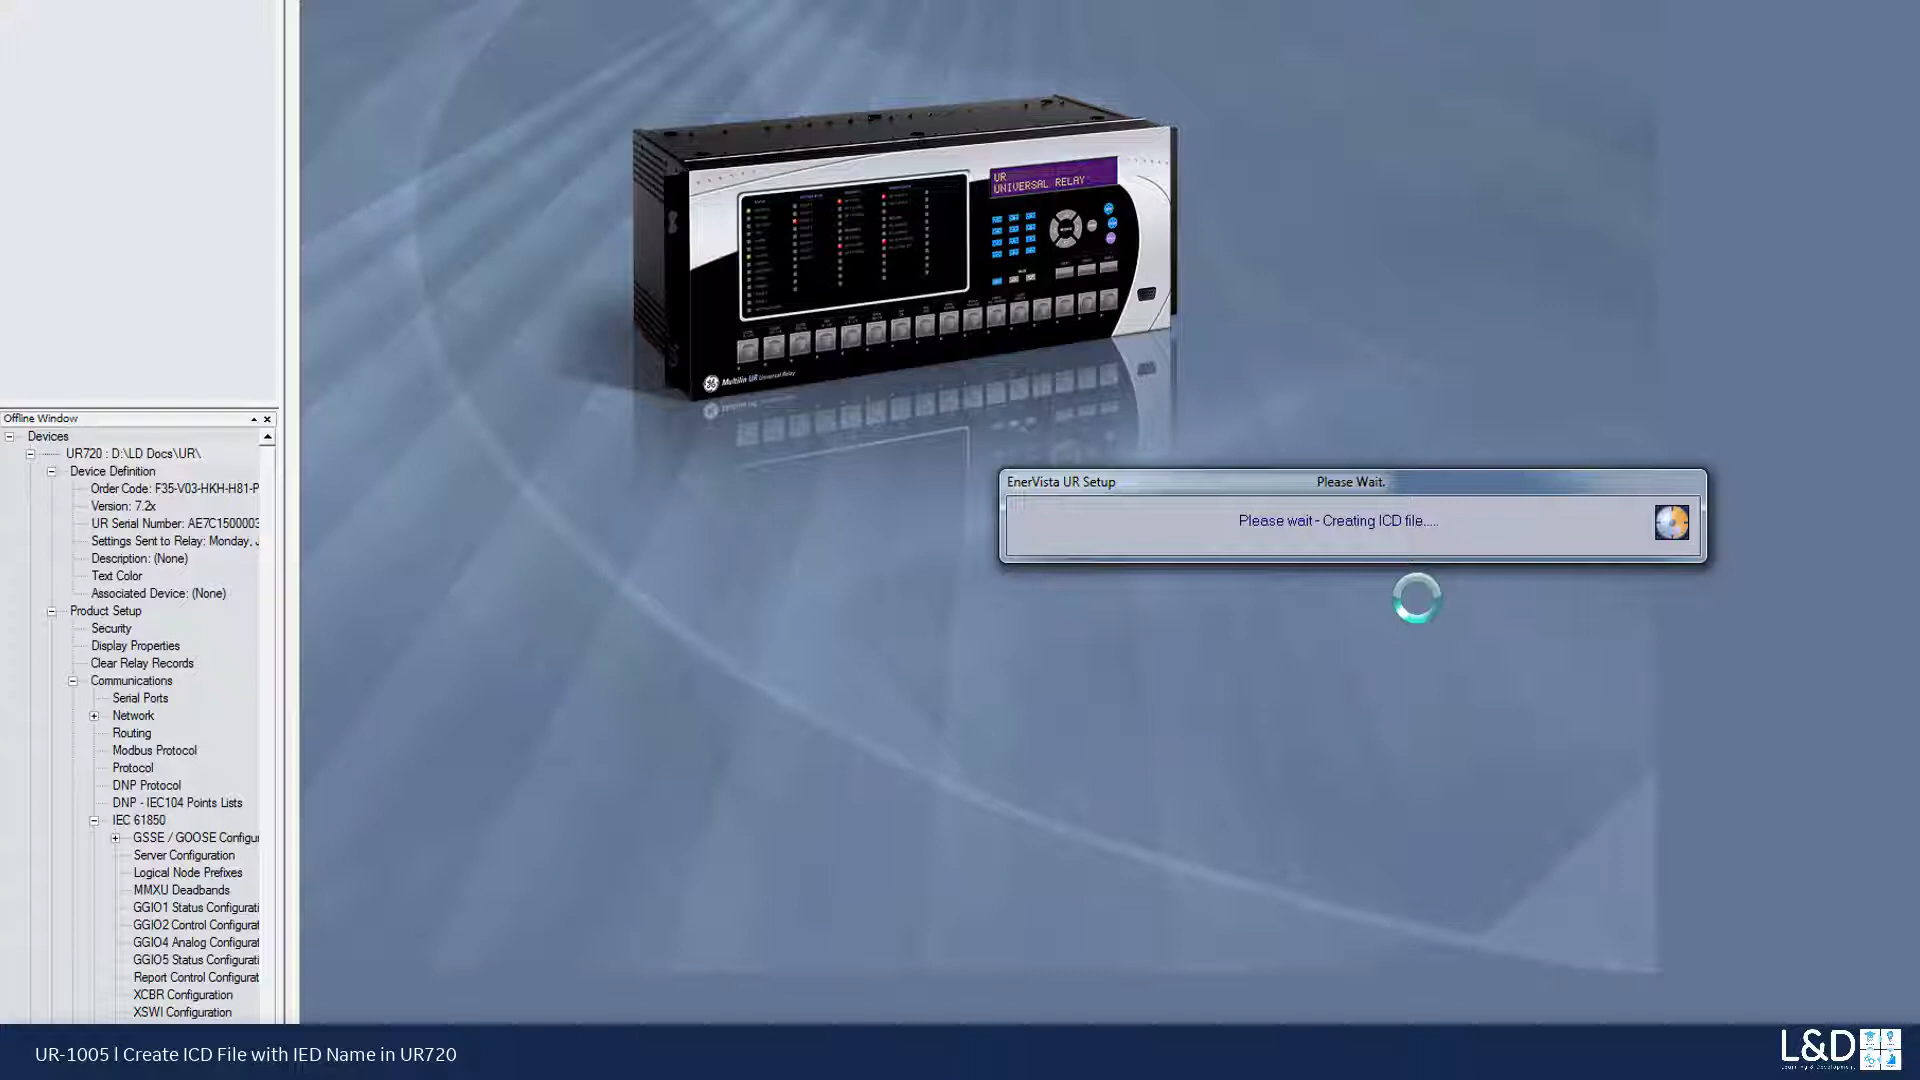 UR
UNIVERSAL RELAY
Multilin UR Universal Relay
Offline Window
Devices
UR720 : D:\LD Docs\UR\
Device Definition
Order Code: F35-V03-HKH-H81-P
Version: 7.2x
UR Serial Number: AE7C1500003
Settings Sent to Relay: Monday, J
Description: (None)
Text Color
Associated Device: (None)
Product Setup
Security
Display Properties
Clear Relay Records
Communications
Serial Ports
Network
Routing
Modbus Protocol
Protocol
DNP Protocol
DNP - IEC104 Points Lists
IEC 61850
GSSE / GOOSE Configur
Server Configuration
Logical Node Prefixes
MMXU Deadbands
GGIO1 Status Configurati
GGIO2 Control Configurat
GGIO4 Analog Configurat
GGIO5 Status Configurati
Report Control Configurat
XCBR Configuration
XSWI Configuration
EnerVista UR Setup Please Wait.
Please wait - Creating ICD file.....
UR-1005 l Create ICD File with IED Name in UR720
L&D
Learning & Development